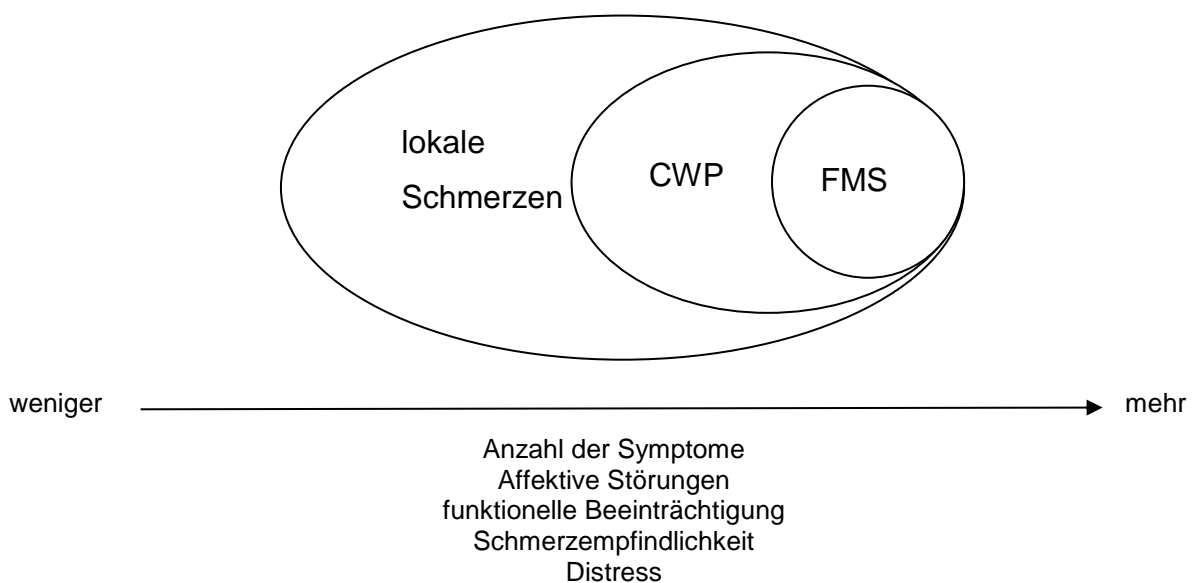 lokale
Schmerzen
CWP
FMS
weniger
mehr
Anzahl der Symptome
Affektive Störungen
funktionelle Beeinträchtigung
Schmerzempfindlichkeit
Distress